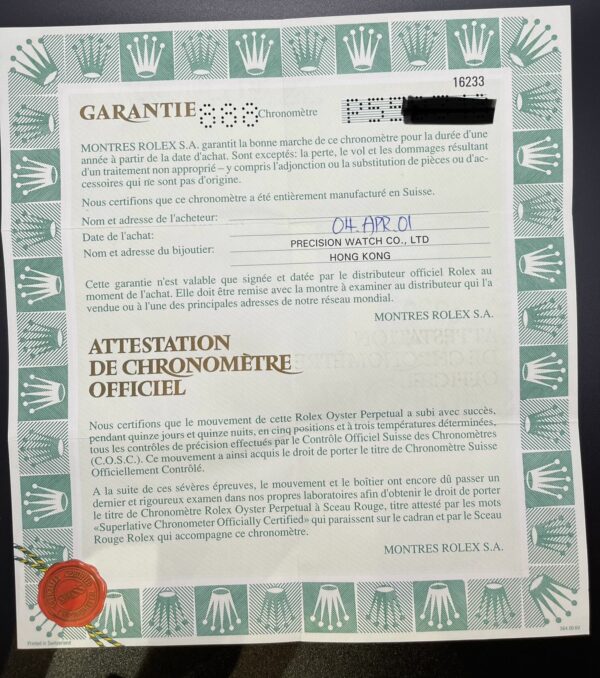 16233
GARANTIE 888 Chronomètre P5
MONTRES ROLEX S.A. garantit la bonne marche de ce chronomètre pour la durée d'une
année à partir de la date d'achat. Sont exceptés: la perte, le vol et les dommages résultant
d'un traitement non approprié – y compris l'adjonction ou la substitution de pièces ou d'ac-
cessoires qui ne sont pas d'origine.
Nous certifions que ce chronomètre a été entièrement manufacturé en Suisse.
Nom et adresse de l'acheteur:
Date de l'achat: 04. APR. 01
Nom et adresse du bijoutier: PRECISION WATCH CO., LTD
HONG KONG
Cette garantie n'est valable que signée et datée par le distributeur officiel Rolex au
moment de l'achat. Elle doit être remise avec la montre à examiner au distributeur qui l'a
vendue ou à l'une des principales adresses de notre réseau mondial.
MONTRES ROLEX S.A.
ATTESTATION
DE CHRONOMÈTRE
OFFICIEL
Nous certifions que le mouvement de cette Rolex Oyster Perpetual a subi avec succès,
pendant quinze jours et quinze nuits, en cinq positions et à trois températures déterminées,
tous les contrôles de précision effectués par le Contrôle Officiel Suisse des Chronomètres
(C.O.S.C.). Ce mouvement a ainsi acquis le droit de porter le titre de Chronomètre Suisse
Officiellement Contrôlé.
A la suite de ces sévères épreuves, le mouvement et le boîtier ont encore dû passer un
dernier et rigoureux examen dans nos propres laboratoires afin d'obtenir le droit de porter
le titre de Chronomètre Rolex Oyster Perpetual à Sceau Rouge, titre attesté par les mots
«Superlative Chronometer Officially Certified» qui paraissent sur le cadran et par le Sceau
Rouge Rolex qui accompagne ce chronomètre.
MONTRES ROLEX S.A.
Printed in Switzerland